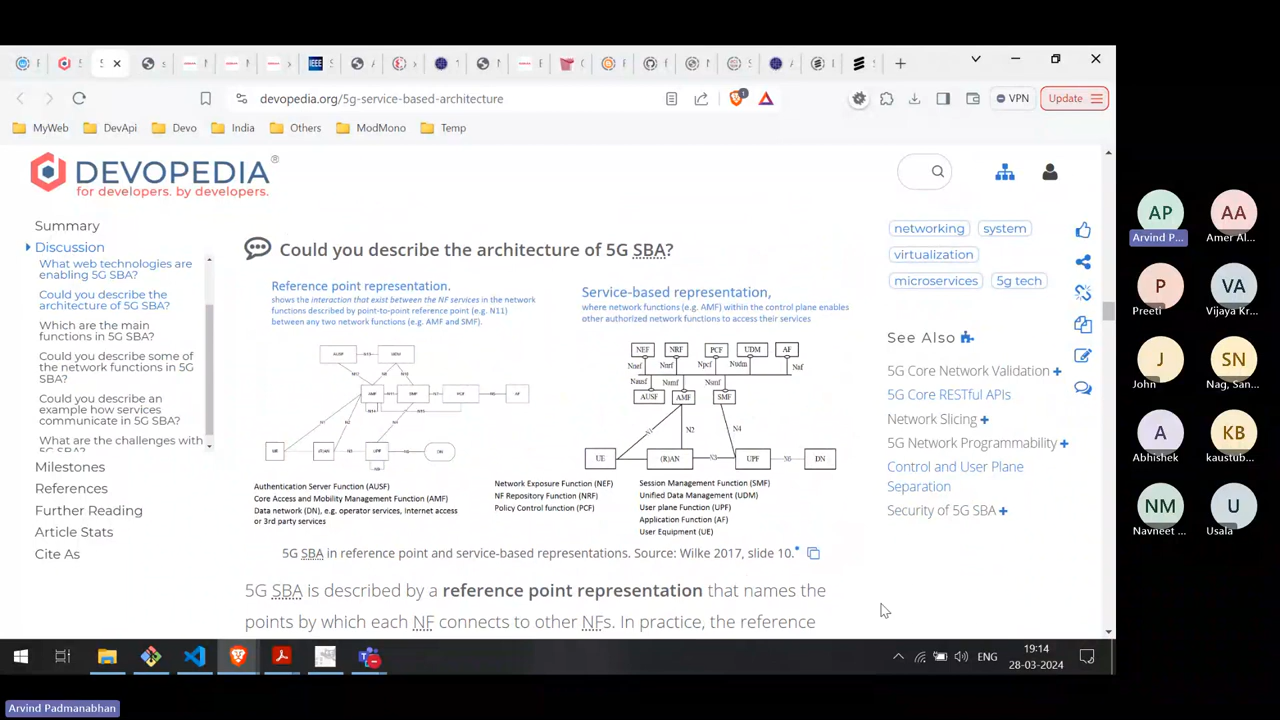 devopedia.org/5g-service-based-architecture
VPN
Update
MyWeb
DevApi
Devo
India
Others
ModMono
Temp
DEVOPEDIA®
for developers. by developers.
Summary
Discussion
What web technologies are
enabling 5G SBA?
Could you describe the
architecture of 5G SBA?
Which are the main
functions in 5G SBA?
Could you describe some of
the network functions in 5G
SBA?
Could you describe an
example how services
communicate in 5G SBA?
What are the challenges with
5G SBA?
Milestones
References
Further Reading
Article Stats
Cite As
Could you describe the architecture of 5G SBA?
Reference point representation.
shows the interaction that exist between the NF services in the network
functions described by point-to-point reference point (e.g. N11)
between any two network functions (e.g. AMF and SMF).
AUSF
UDM
AMF
SMF
PCF
AF
UE
(R)AN
UPF
DN
Service-based representation,
where network functions (e.g. AMF) within the control plane enables
other authorized network functions to access their services
NEF
NRF
PCF
UDM
AF
Nnef
Nnrf
Npcf
Nudm
Naf
Nausf
Namf
Nsmf
AUSF
AMF
SMF
N1
N2
N4
UE
(R)AN
N3
UPF
N6
DN
Authentication Server Function (AUSF)
Core Access and Mobility Management Function (AMF)
Data network (DN), e.g. operator services, Internet access
or 3rd party services
Network Exposure Function (NEF)
NF Repository Function (NRF)
Policy Control function (PCF)
Session Management Function (SMF)
Unified Data Management (UDM)
User plane Function (UPF)
Application Function (AF)
User Equipment (UE)
5G SBA in reference point and service-based representations. Source: Wilke 2017, slide 10.
5G SBA is described by a reference point representation that names the
points by which each NF connects to other NFs. In practice, the reference
networking
system
virtualization
microservices
5g tech
See Also
5G Core Network Validation +
5G Core RESTful APIs
Network Slicing +
5G Network Programmability +
Control and User Plane
Separation
Security of 5G SBA +
ENG
19:14
28-03-2024
AP
Arvind P...
AA
Amer Al...
P
Preeti
VA
Vijaya Kr...
J
John
SN
Nag, San...
A
Abhishek
KB
kaustub...
NM
Navneet ...
U
Usala
Arvind Padmanabhan